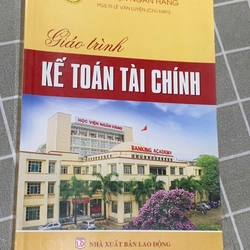 NGÂN HÀNG
PGS.TS LÊ VĂN LUYỆN (CHỦ BIÊN)
Giáo trình
KẾ TOÁN TÀI CHÍNH
HỌC VIỆN NGÂN HÀNG
BANKING ACADEMY
NHÀ XUẤT BẢN LAO ĐỘNG